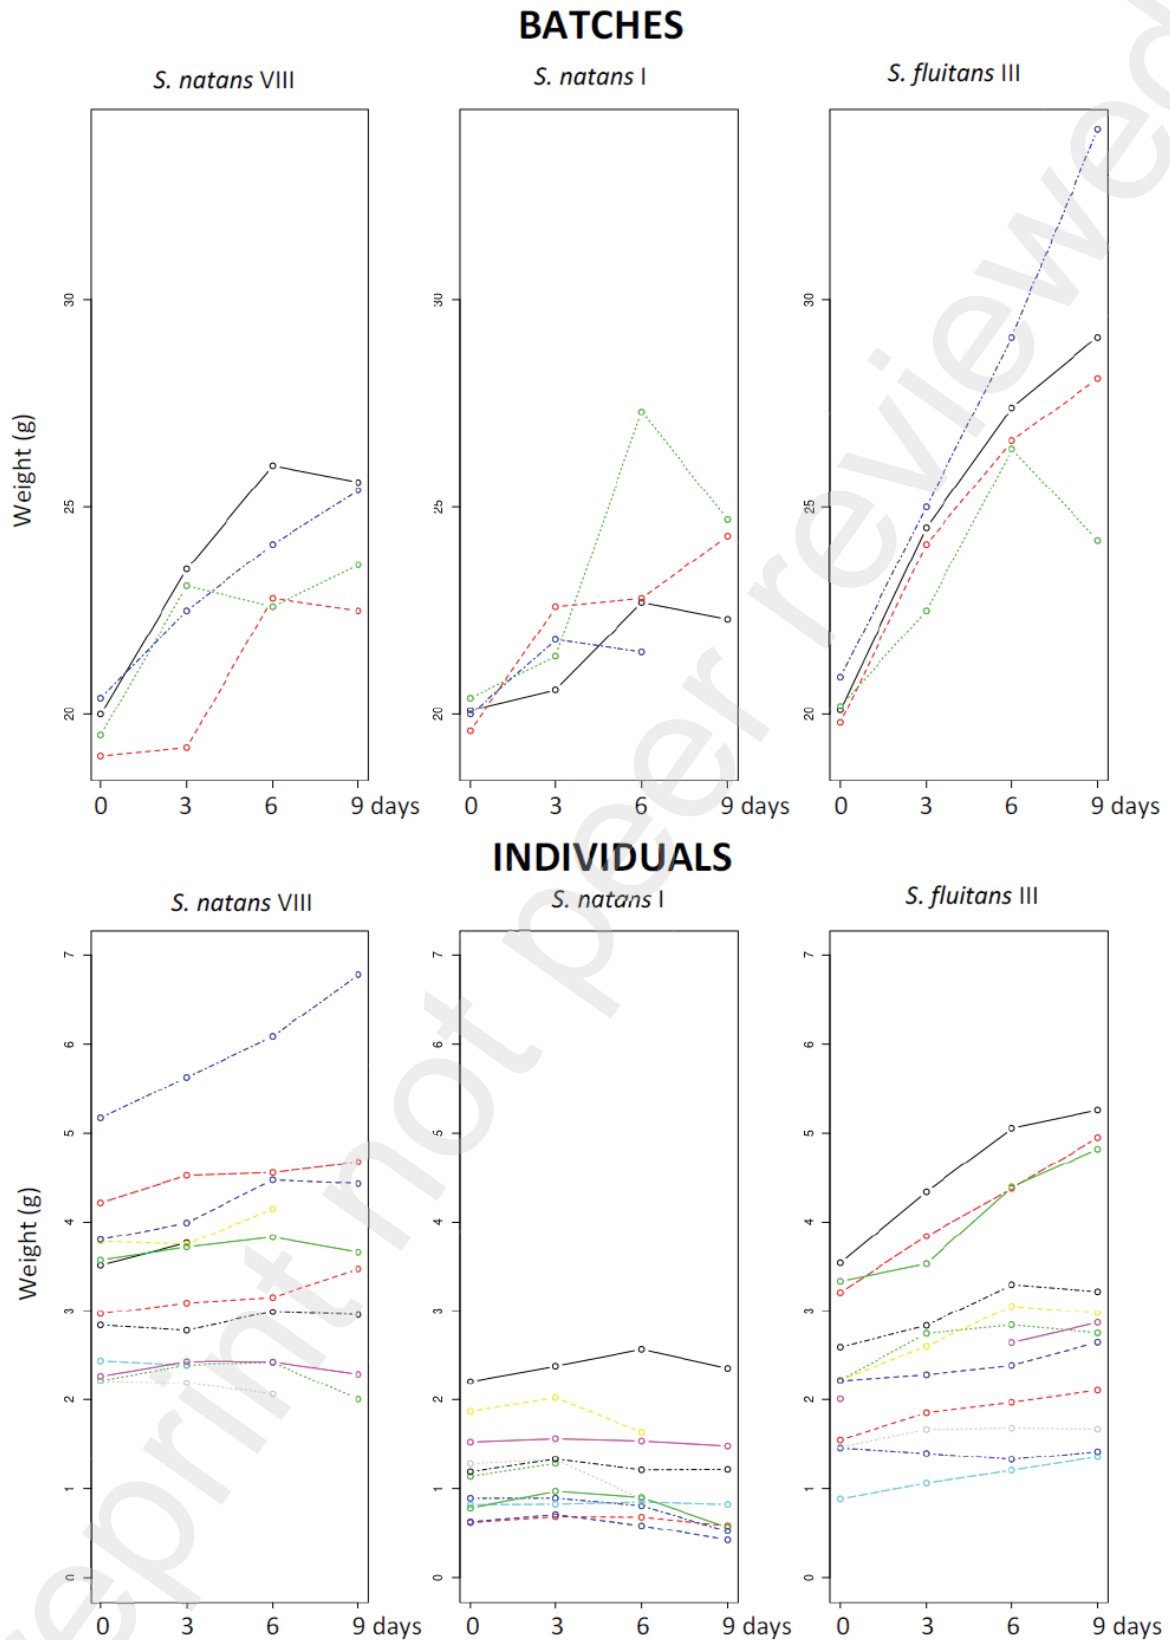 BATCHES
S. natans VIII
S. natans I
S. fluitans III
Weight (g)
30
25
20
30
25
20
30
25
20
0 3 6 9 days
0 3 6 9 days
0 3 6 9 days
INDIVIDUALS
S. natans VIII
S. natans I
S. fluitans III
Weight (g)
7
6
5
4
3
2
1
0
7
6
5
4
3
2
1
0
7
6
5
4
3
2
1
0
0 3 6 9 days
0 3 6 9 days
0 3 6 9 days
eprint not peer reviewed